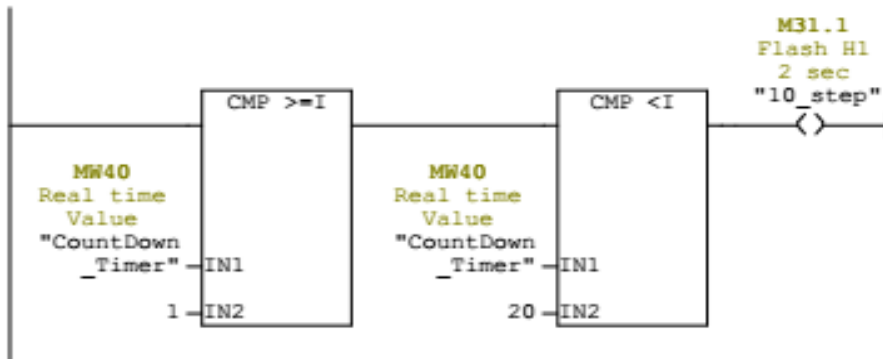 M31.1
Flash H1
2 sec
"10_step"
CMP >=I
CMP <I
MW40
Real time
Value
"CountDown
_Timer"
IN1
1
IN2
MW40
Real time
Value
"CountDown
_Timer"
IN1
20
IN2